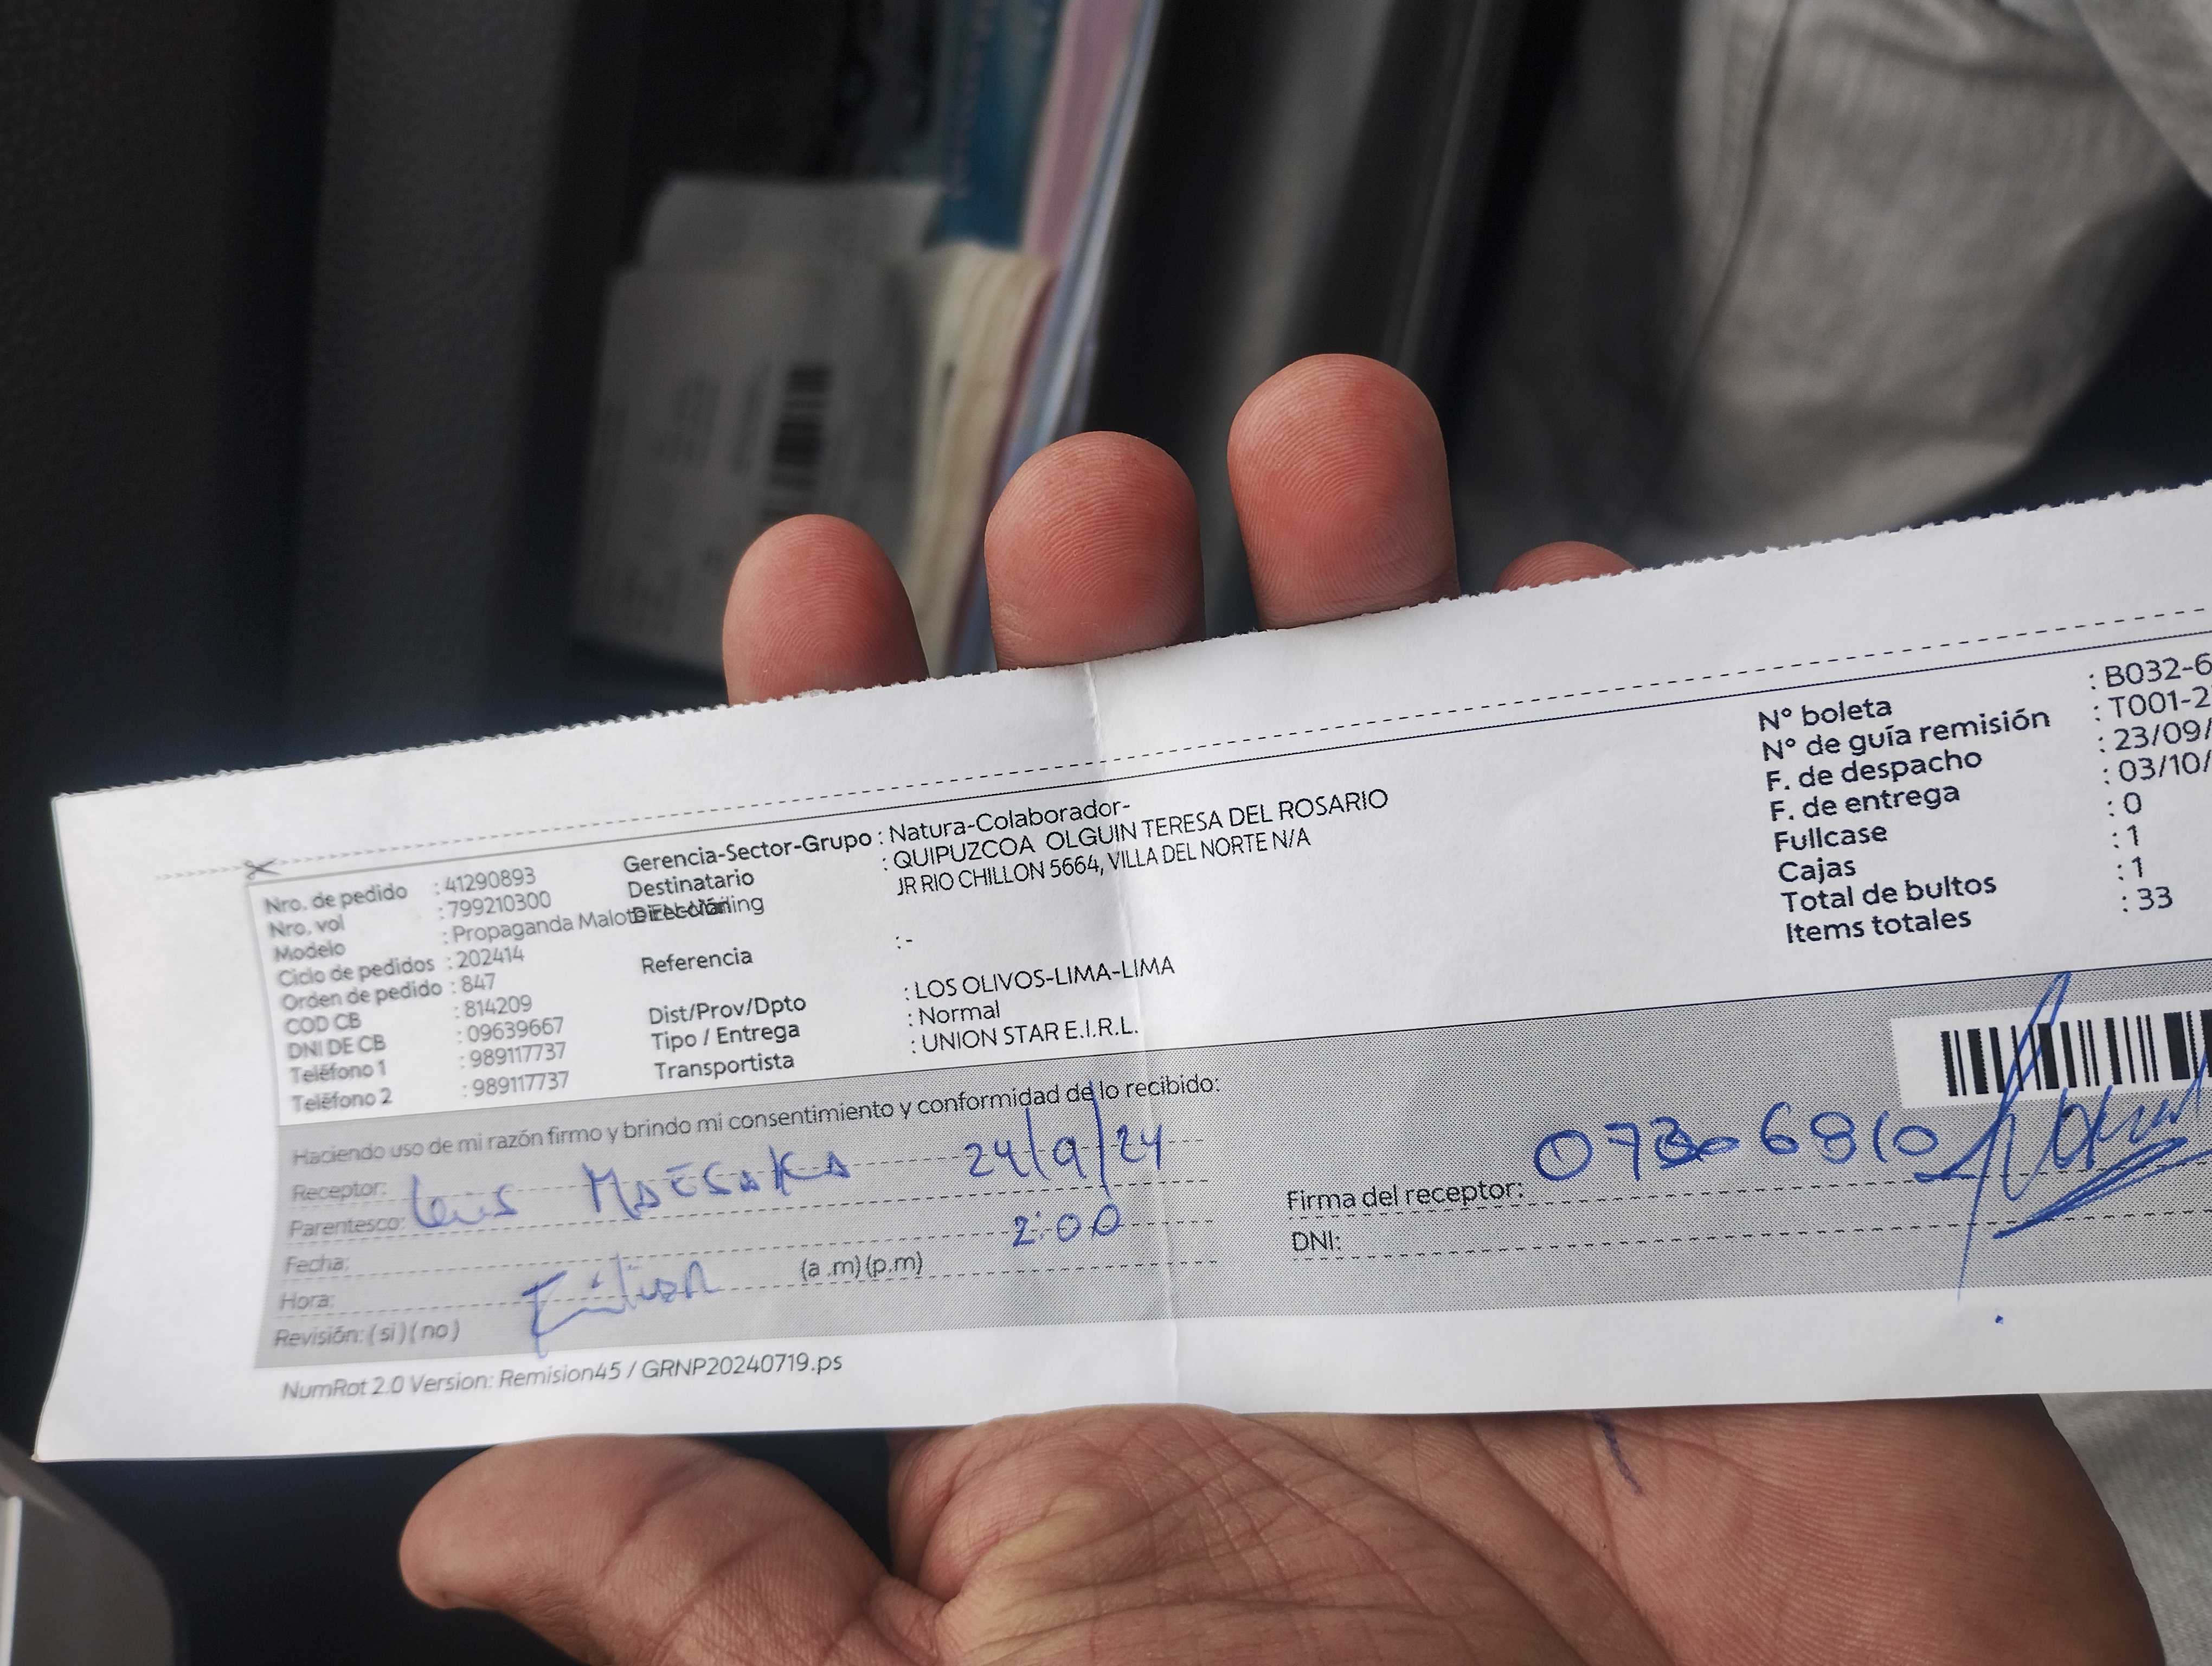 Nro. de pedido : 41290893
Nro. vol : 799210300
Modelo : Propaganda
Ciclo de pedidos : 202414
Orden de pedido : 847
COD CB : 814209
DNI DE CB : 09639667
Teléfono 1 : 989117737
Teléfono 2 : 989117737
Gerencia-Sector-Grupo : Natura-Colaborador-
Destinatario : QUIPUZCOA OLGUIN TERESA DEL ROSARIO
Dirección JR RIO CHILLON 5664, VILLA DEL NORTE N/A
Referencia : -
Dist/Prov/Dpto : LOS OLIVOS-LIMA-LIMA
Tipo / Entrega : Normal
Transportista : UNION STAR E.I.R.L.
N° boleta : B032-6
N° de guía remisión : T001-2
F. de despacho : 23/09/
F. de entrega : 03/10/
Fullcase : 0
Cajas : 1
Total de bultos : 1
Items totales : 33
Haciendo uso de mi razón firmo y brindo mi consentimiento y conformidad de lo recibido:
Receptor: Luis 24/9/24
Parentesco:
Fecha: 2:00
Hora: (a .m) (p.m)
Revisión: ( si ) ( no )
Firma del receptor:
DNI:
NumRot 2.0 Version: Remision45 / GRNP20240719.ps